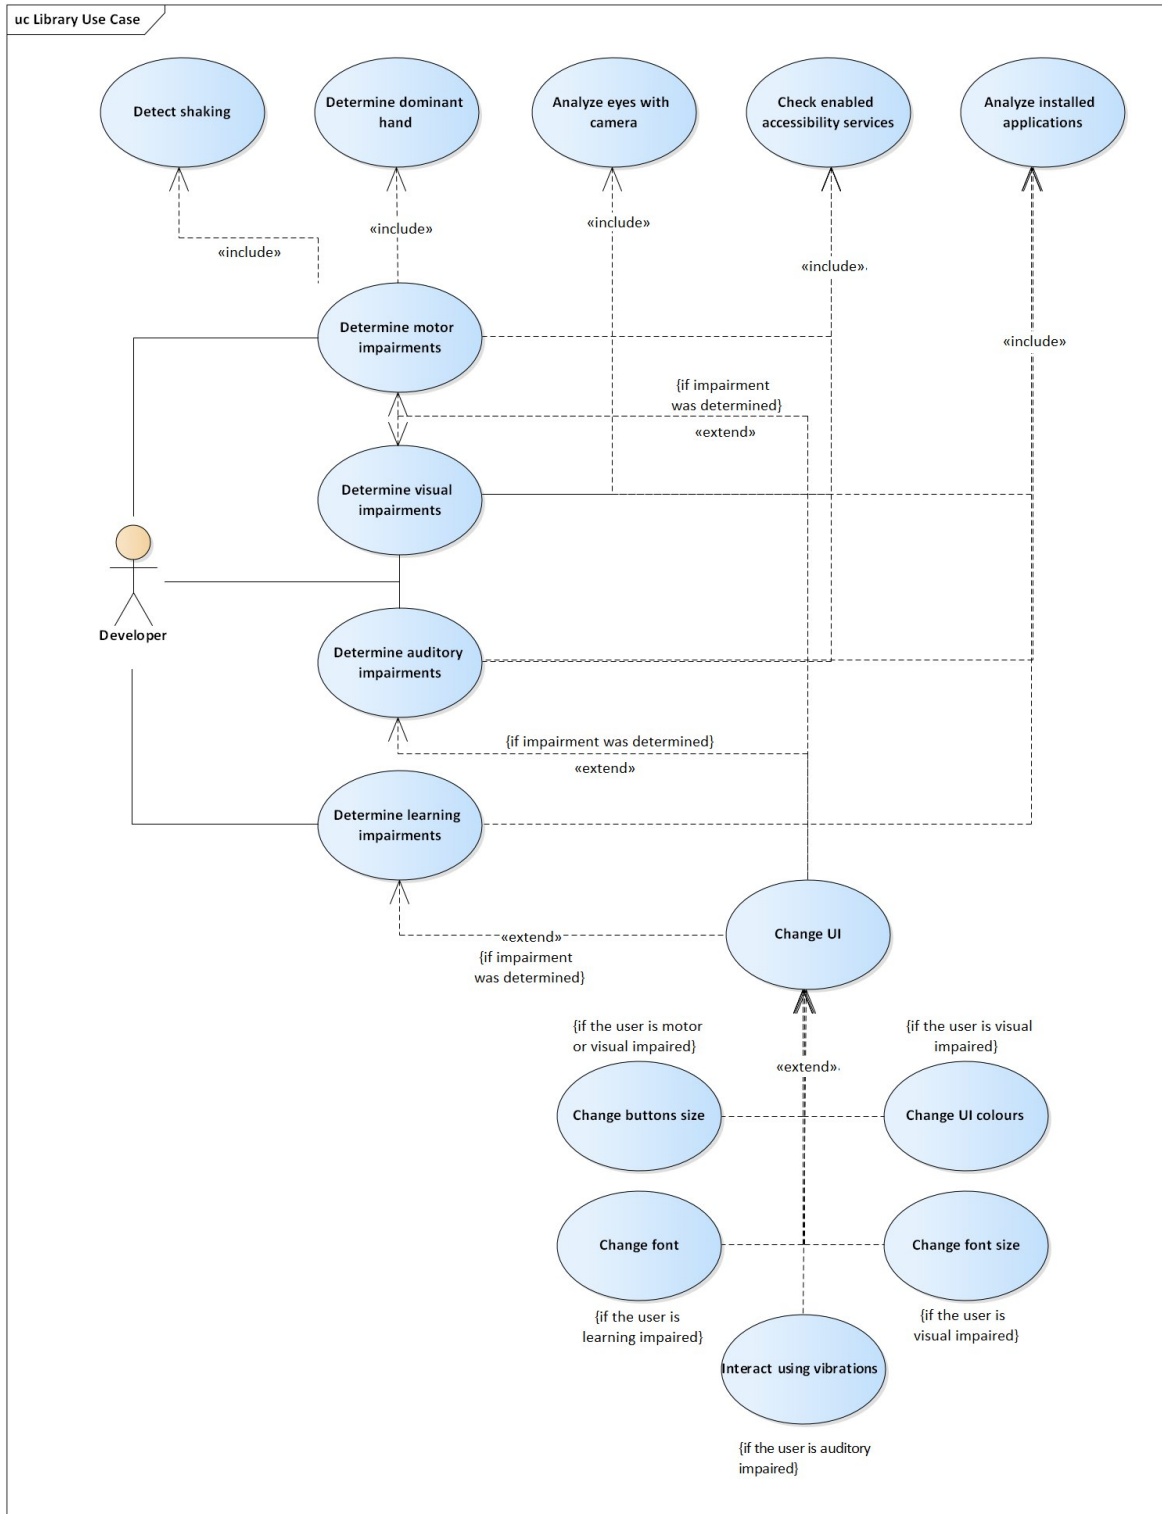 uc Library Use Case
Detect shaking
Determine dominant
hand
Analyze eyes with
camera
Check enabled
accessibility services
Analyze installed
applications
«include»
«include»
«include»
«include»
«include»
Determine motor
impairments
{if impairment
was determined}
«extend»
Determine visual
impairments
Developer
Determine auditory
impairments
{if impairment was determined}
«extend»
Determine learning
impairments
Change UI
«extend»
{if impairment
was determined}
{if the user is motor
or visual impaired}
{if the user is visual
impaired}
«extend»
Change buttons size
Change UI colours
Change font
Change font size
{if the user is
learning impaired}
{if the user is
visual impaired}
Interact using vibrations
{if the user is auditory
impaired}